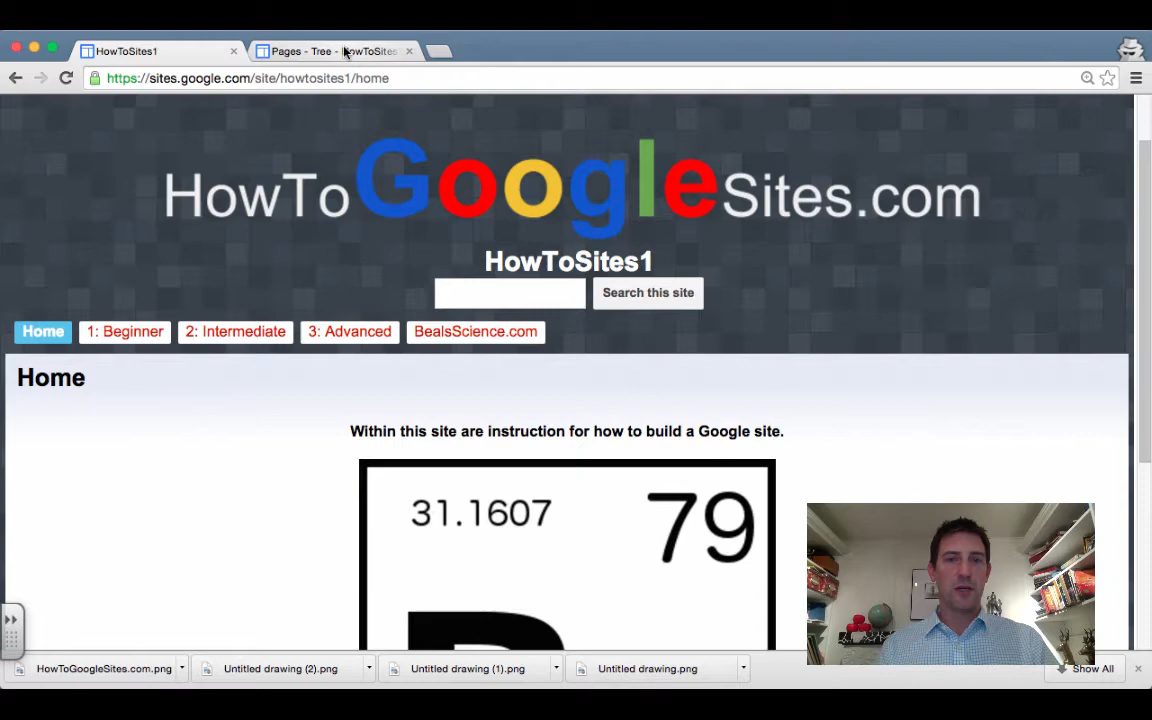 HowToSites1
Pages - Tree - HowToSites
https://sites.google.com/site/howtosites1/home
HowToGoogleSites.com
HowToSites1
Search this site
Home
1: Beginner
2: Intermediate
3: Advanced
BealsScience.com
Home
Within this site are instruction for how to build a Google site.
31.1607
79
HowToGoogleSites.com.png
Untitled drawing (2).png
Untitled drawing (1).png
Untitled drawing.png
Show All